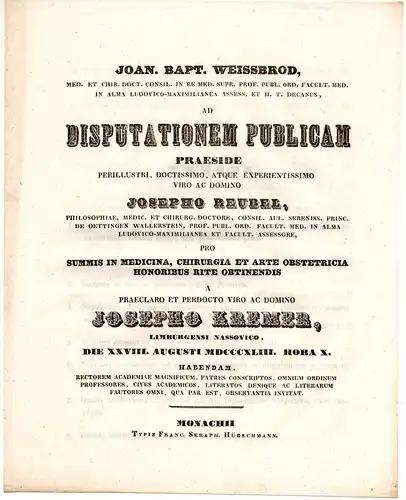 JOAN. BAPT. WEISSBROD,
MED. ET CHIR. DOCT. CONSIL. IN RE MED. SUPR. PROF. PUBL. ORD. FACULT. MED.
IN ALMA LUDOVICO-MAXIMILIANEA ASSESS. ET H. T. DECANUS,
AD
DISPUTATIONEM PUBLICAM
PRAESIDE
PERILLUSTRI, DOCTISSIMO, ATQUE EXPERIENTISSIMO
VIRO AC DOMINO
JOSEPHO REUBEL,
PHILOSOPHIAE, MEDIC. ET CHIRURG. DOCTORE, CONSIL. AUL. SERENISS. PRINC.
DE OETTINGEN WALLERSTEIN, PROF. PUBL. ORD. FACULT. MED. IN ALMA
LUDOVICO-MAXIMILIANEA ET FACULT. ASSESSORE,
PRO
SUMMIS IN MEDICINA, CHIRURGIA ET ARTE OBSTETRICIA
HONORIBUS RITE OBTINENDIS
A
PRAECLARO ET PERDOCTO VIRO AC DOMINO
JOSEPHO KREMER,
LIMBURGENSI NASSOVICO,
DIE XXVIII. AUGUSTI MDCCCXLIII. HORA X.
HABENDAM,
RECTOREM ACADEMIAE MAGNIFICUM, PATRES CONSCRIPTOS, OMNIUM ORDINUM
PROFESSORES, CIVES ACADEMICOS, LITERATOS DENIQUE AC LITERARUM
FAUTORES OMNI, QUA PAR EST, OBSERVANTIA INVITAT.
MONACHII
TYPIS FRANC. SERAPH. HÜBSCHMANN.